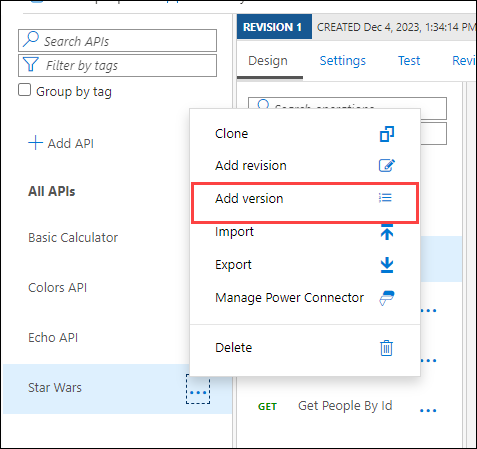 REVISION 1 CREATED Dec 4, 2023, 1:34:14 PM
Search APIs
Filter by tags
Group by tag
Add API
All APIs
Basic Calculator
Colors API
Echo API
Star Wars
Design Settings Test
Search operations
Clone
Add revision
Add version
Import
Export
Manage Power Connector
Delete
GET Get People By Id